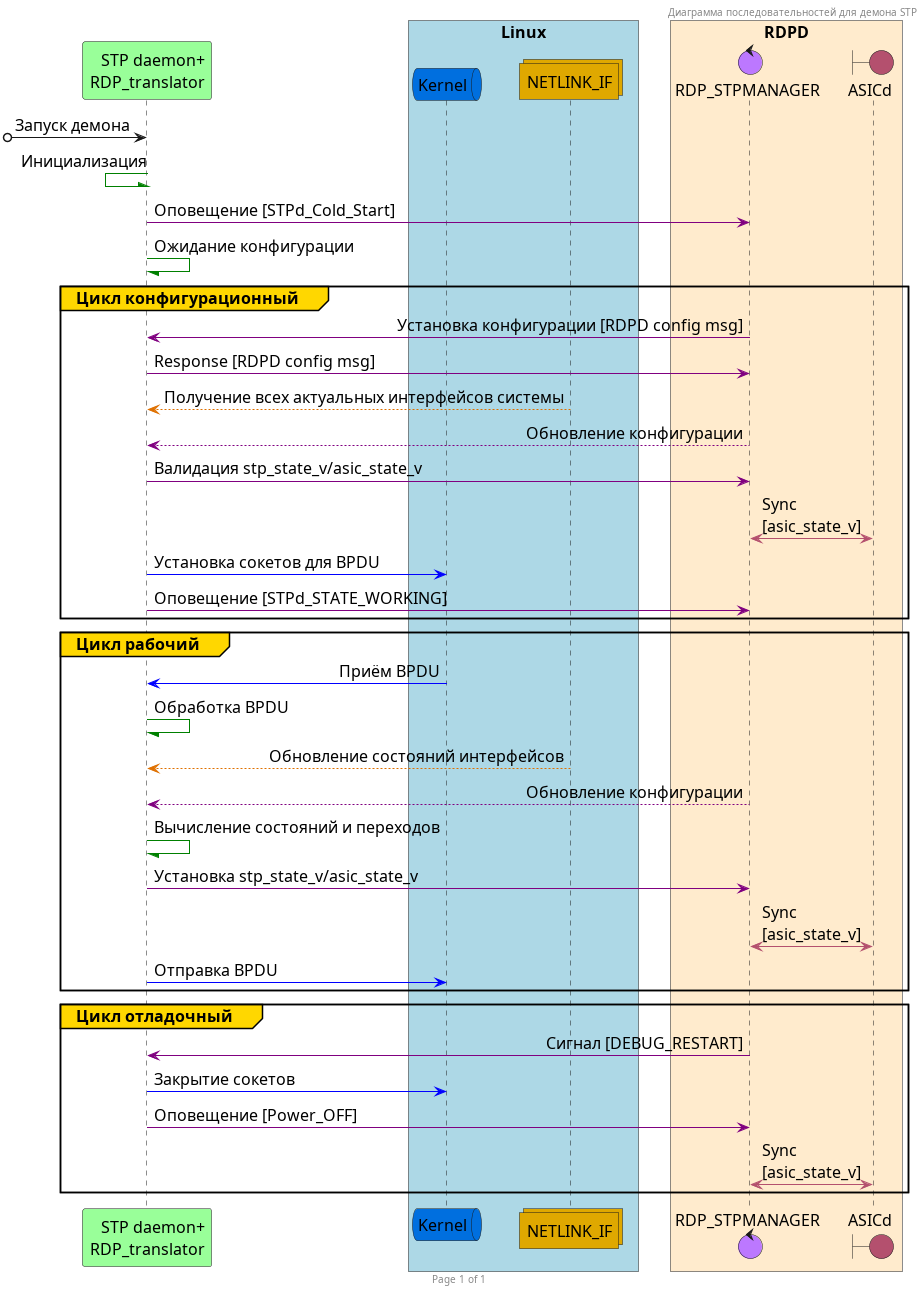 Диаграмма последовательностей для демона STP
Linux
RDPD
STP daemon+
RDP_translator
Kernel
NETLINK_IF
RDP_STPMANAGER
ASICd
Запуск демона
Инициализация
Оповещение [STPd_Cold_Start]
Ожидание конфигурации
Цикл конфигурационный
Установка конфигурации [RDPD config msg]
Response [RDPD config msg]
Получение всех актуальных интерфейсов системы
Обновление конфигурации
Валидация stp_state_v/asic_state_v
Sync
[asic_state_v]
Установка сокетов для BPDU
Оповещение [STPd_STATE_WORKING]
Цикл рабочий
Приём BPDU
Обработка BPDU
Обновление состояний интерфейсов
Обновление конфигурации
Вычисление состояний и переходов
Установка stp_state_v/asic_state_v
Sync
[asic_state_v]
Отправка BPDU
Цикл отладочный
Сигнал [DEBUG_RESTART]
Закрытие сокетов
Оповещение [Power_OFF]
Sync
[asic_state_v]
STP daemon+
RDP_translator
Kernel
NETLINK_IF
RDP_STPMANAGER
ASICd
Page 1 of 1